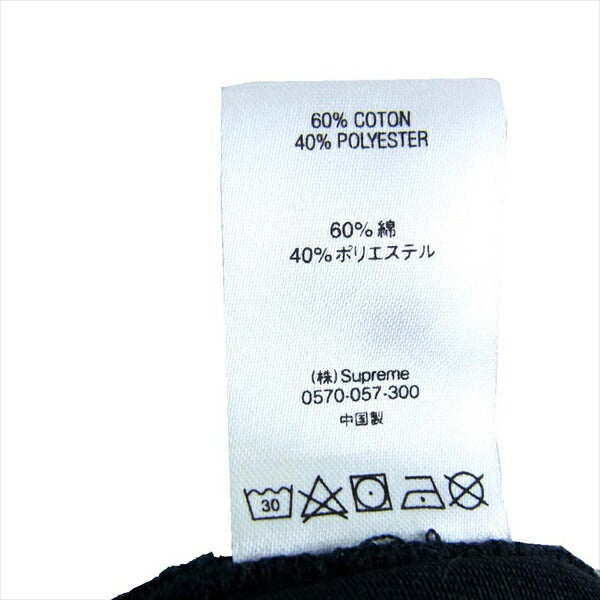 60% COTON
40% POLYESTER
60% 綿
40% ポリエステル
(株) Supreme
0570-057-300
中国製
30